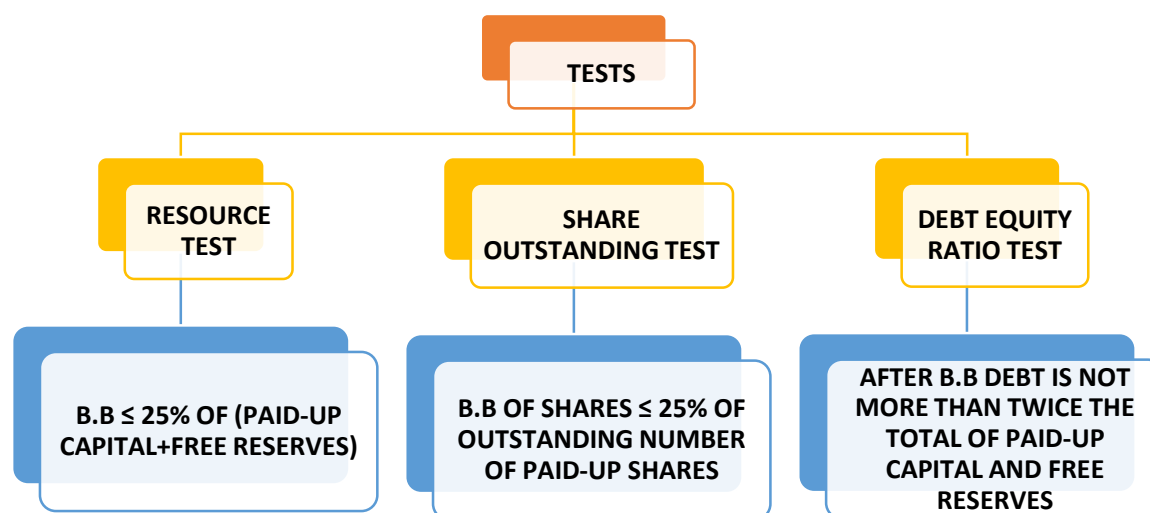 TESTS
RESOURCE
TEST
SHARE
OUTSTANDING TEST
DEBT EQUITY
RATIO TEST
B.B ≤ 25% OF (PAID-UP
CAPITAL+FREE RESERVES)
B.B OF SHARES ≤ 25% OF
OUTSTANDING NUMBER
OF PAID-UP SHARES
AFTER B.B DEBT IS NOT
MORE THAN TWICE THE
TOTAL OF PAID-UP
CAPITAL AND FREE
RESERVES